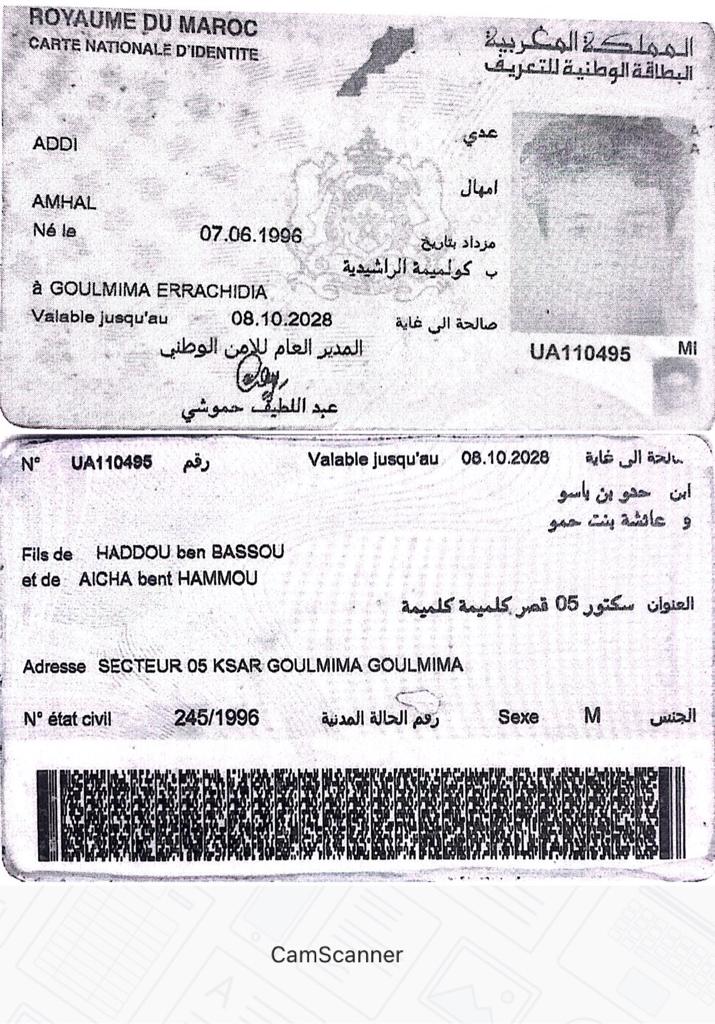 ROYAUME DU MAROC
CARTE NATIONALE D'IDENTITE
المملكة المغربية
البطاقة الوطنية للتعريف
ADDI
عدي
AMHAL
امهال
Né le 07.06.1996 مزداد بتاريخ
ب كولميمة الراشيدية
à GOULMIMA ERRACHIDIA
Valable jusqu'au 08.10.2028 صالحة الى غاية
المدير العام للامن الوطني
عبد اللطيف حموشي
UA110495
N° UA110495 رقم Valable jusqu'au 08.10.2028 صالحة الى غاية
ابن حدو بن باسو
و عائشة بنت حمو
Fils de HADDOU ben BASSOU
et de AICHA bent HAMMOU
العنوان سكتور 05 قصر كلميمة كلميمة
Adresse SECTEUR 05 KSAR GOULMIMA GOULMIMA
N° état civil 245/1996 رقم الحالة المدنية Sexe M الجنس
CamScanner